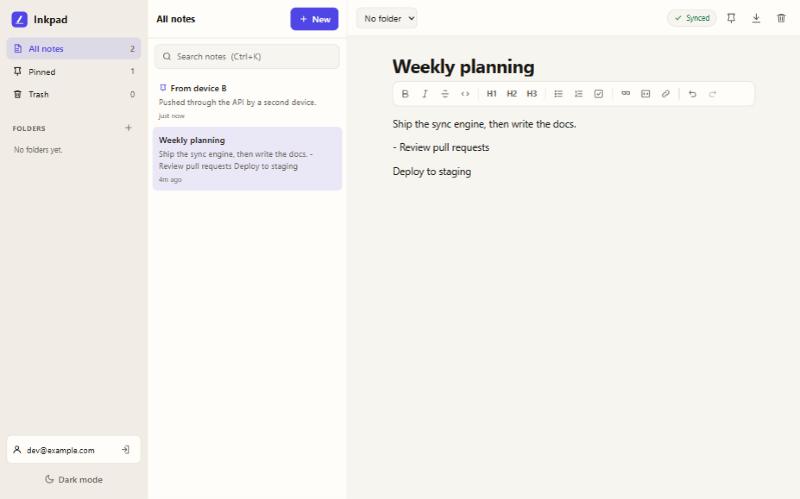 Inkpad
All notes 2
Pinned 1
Trash 0
FOLDERS
No folders yet.
dev@example.com
Dark mode
All notes
New
Search notes (Ctrl+K)
From device B
Pushed through the API by a second device.
just now
Weekly planning
Ship the sync engine, then write the docs. -
Review pull requests Deploy to staging
4m ago
No folder
Synced
Weekly planning
B I S H1 H2 H3
Ship the sync engine, then write the docs.
- Review pull requests
Deploy to staging